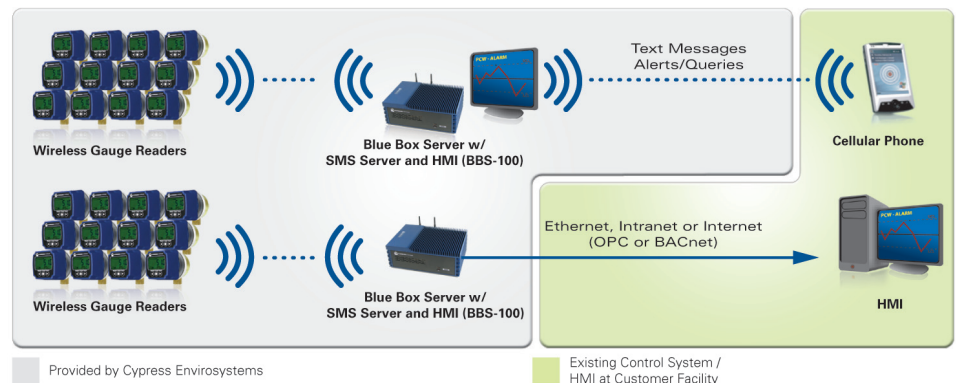 PCW - ALARM
Text Messages
Alerts/Queries
Wireless Gauge Readers
Blue Box Server w/
SMS Server and HMI (BBS-100)
Cellular Phone
Ethernet, Intranet or Internet
(OPC or BACnet)
PCW - ALARM
Wireless Gauge Readers
Blue Box Server w/
SMS Server and HMI (BBS-100)
HMI
Provided by Cypress Envirosystems
Existing Control System /
HMI at Customer Facility